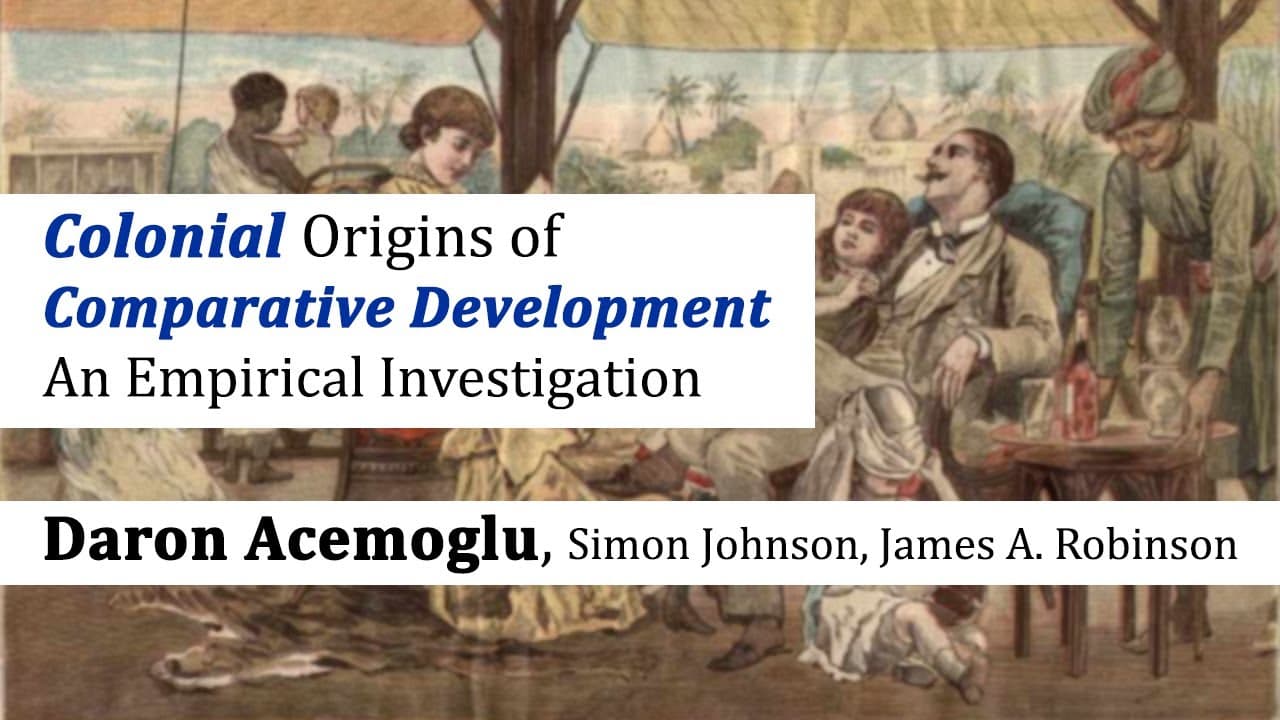 Colonial Origins of
Comparative Development
An Empirical Investigation
Daron Acemoglu, Simon Johnson, James A. Robinson